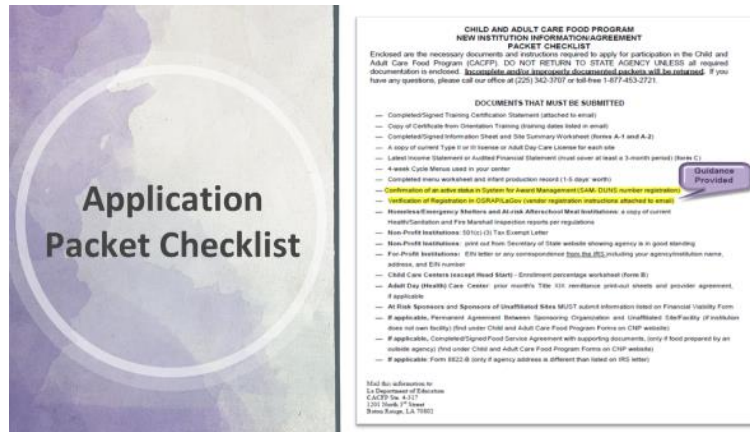 Application
Packet Checklist
CHILD AND ADULT CARE FOOD PROGRAM
NEW INSTITUTION INFORMATION/AGREEMENT
PACKET CHECKLIST
Enclosed are the necessary documents and instructions required to apply for participation in the Child and
Adult Care Food Program (CACFP). DO NOT RETURN TO STATE AGENCY UNLESS all required
documentation is enclosed. Incomplete and/or improperly documented packets will be returned. If you
have any questions, please call our office at (225) 342-3707 or toll-free 1-877-453-2721.
DOCUMENTS THAT MUST BE SUBMITTED
— Completed/Signed Training Certification Statement (attached to email)
— Copy of Certificate from Orientation Training (training dates listed in email)
— Completed/Signed Information Sheet and Site Summary Worksheet (forms A-1 and A-2)
— A copy of current Type II or III license or Adult Day Care License for each site
— Latest Income Statement or Audited Financial Statement (must cover at least a 3-month period) (form C)
— 4-week Cycle Menus used in your center
— Completed menu worksheet and infant production record (1-5 days' worth)
— Confirmation of an active status in System for Award Management (SAM- DUNS number registration)
— Verification of Registration in OSRAP/LaGov (vendor registration instructions attached to email)
Guidance
Provided
— Homeless/Emergency Shelters and At-risk Afterschool Meal Institutions: a copy of current
Health/Sanitation and Fire Marshall Inspection reports per regulations
— Non-Profit Institutions: 501(c) (3) Tax Exempt Letter
— Non-Profit Institutions: print out from Secretary of State website showing agency is in good standing
— For-Profit Institutions: EIN letter or any correspondence from the IRS including your agency/institution name,
address, and EIN number
— Child Care Centers (except Head Start) - Enrollment percentage worksheet (form B)
— Adult Day (Health) Care Center: prior month's Title XIX remittance print-out sheets and provider agreement,
if applicable
— At Risk Sponsors and Sponsors of Unaffiliated Sites MUST submit information listed on Financial Viability Form
— If applicable, Permanent Agreement Between Sponsoring Organization and Unaffiliated Site/Facility (if institution
does not own facility) (find under Child and Adult Care Food Program Forms on CNP website)
— If applicable, Completed/Signed Food Service Agreement with supporting documents, (only if food prepared by an
outside agency) (find under Child and Adult Care Food Program Forms on CNP website)
— If applicable: Form 8822-B (only if agency address is different than listed on IRS letter)
Mail this information to:
La Department of Education
CACFP Ste. 4-317
1201 North 3rd Street
Baton Rouge, LA 70802